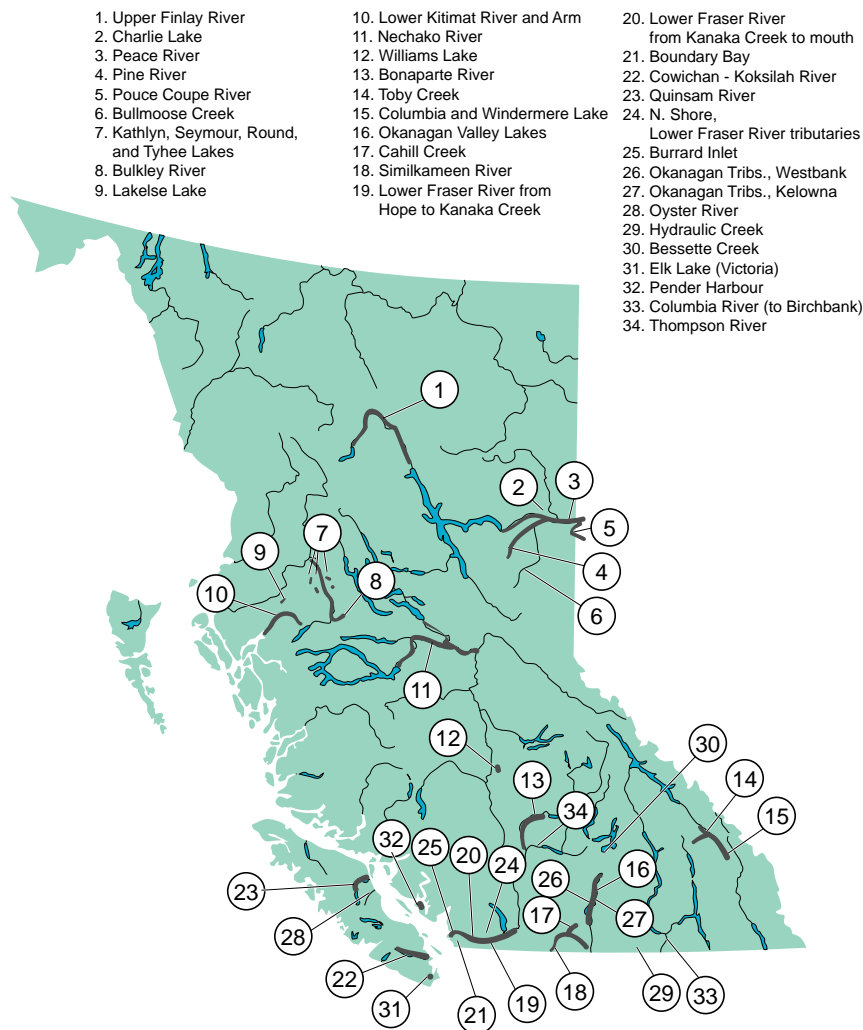 1. Upper Finlay River
2. Charlie Lake
3. Peace River
4. Pine River
5. Pouce Coupe River
6. Bullmoose Creek
7. Kathlyn, Seymour, Round,
and Tyhee Lakes
8. Bulkley River
9. Lakelse Lake
10. Lower Kitimat River and Arm
11. Nechako River
12. Williams Lake
13. Bonaparte River
14. Toby Creek
15. Columbia and Windermere Lake
16. Okanagan Valley Lakes
17. Cahill Creek
18. Similkameen River
19. Lower Fraser River from
Hope to Kanaka Creek
20. Lower Fraser River
from Kanaka Creek to mouth
21. Boundary Bay
22. Cowichan - Koksilah River
23. Quinsam River
24. N. Shore,
Lower Fraser River tributaries
25. Burrard Inlet
26. Okanagan Tribs., Westbank
27. Okanagan Tribs., Kelowna
28. Oyster River
29. Hydraulic Creek
30. Bessette Creek
31. Elk Lake (Victoria)
32. Pender Harbour
33. Columbia River (to Birchbank)
34. Thompson River
1
2
3
5
7
9
4
8
10
6
11
12
30
13
14
34
15
32
25
20
24
16
26
23
17
27
28
22
18
29
33
31
21
19